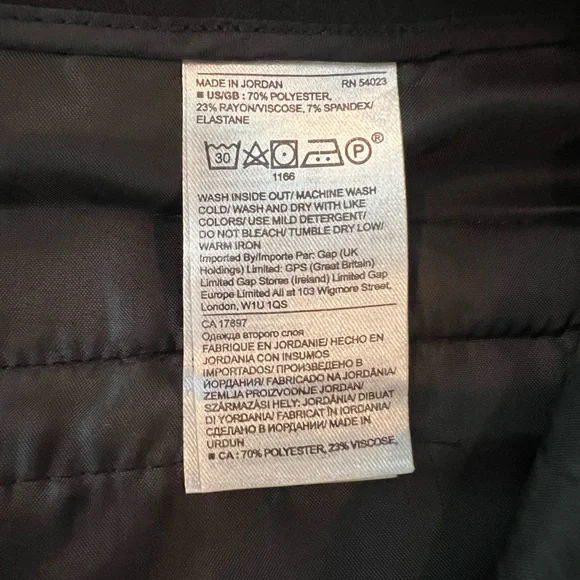 MADE IN JORDAN RN 54023
■ US/GB : 70% POLYESTER,
23% RAYON/VISCOSE, 7% SPANDEX/
ELASTANE
30 P ®
1166
WASH INSIDE OUT/ MACHINE WASH
COLD/ WASH AND DRY WITH LIKE
COLORS/ USE MILD DETERGENT/
DO NOT BLEACH/ TUMBLE DRY LOW/
WARM IRON
Imported By/Importe Par: Gap (UK
Holdings) Limited: GPS (Great Britain)
Limited Gap Stores (Ireland) Limited Gap
Europe Limited All at 103 Wigmore Street,
London, W1U 1QS
CA 17897
Одежда второго слоя
FABRIQUE EN JORDANIE/ HECHO EN
JORDANIA CON INSUMOS
IMPORTADOS/ ПРОИЗВЕДЕНО В
ЙОРДАНИЯ/ FABRICADO NA JORDÂNIA/
ZEMLJA PROIZVODNJE JORDAN/
SZÁRMAZÁSI HELY: JORDÁNIA/ DIBUAT
DI YORDANIA/ FABRICAT ÎN IORDANIA/
СДЕЛАНО В ИОРДАНИИ/ MADE IN
URDUN
■ CA : 70% POLYESTER, 23% VISCOSE,